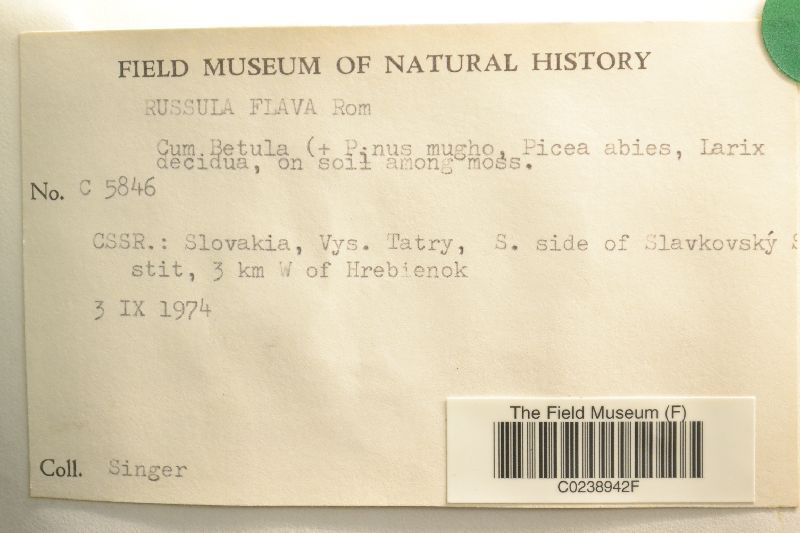 FIELD MUSEUM OF NATURAL HISTORY
RUSSULA FLAVA Rom
Cum Betula (+ Pinus mugho, Picea abies, Larix
decidua, on soil among moss.
No. C 5846
CSSR.: Slovakia, Vys. Tatry, S. side of Slavkovský S
stit, 3 km W of Hrebienok
3 IX 1974
Coll. Singer
The Field Museum (F)
C0238942F